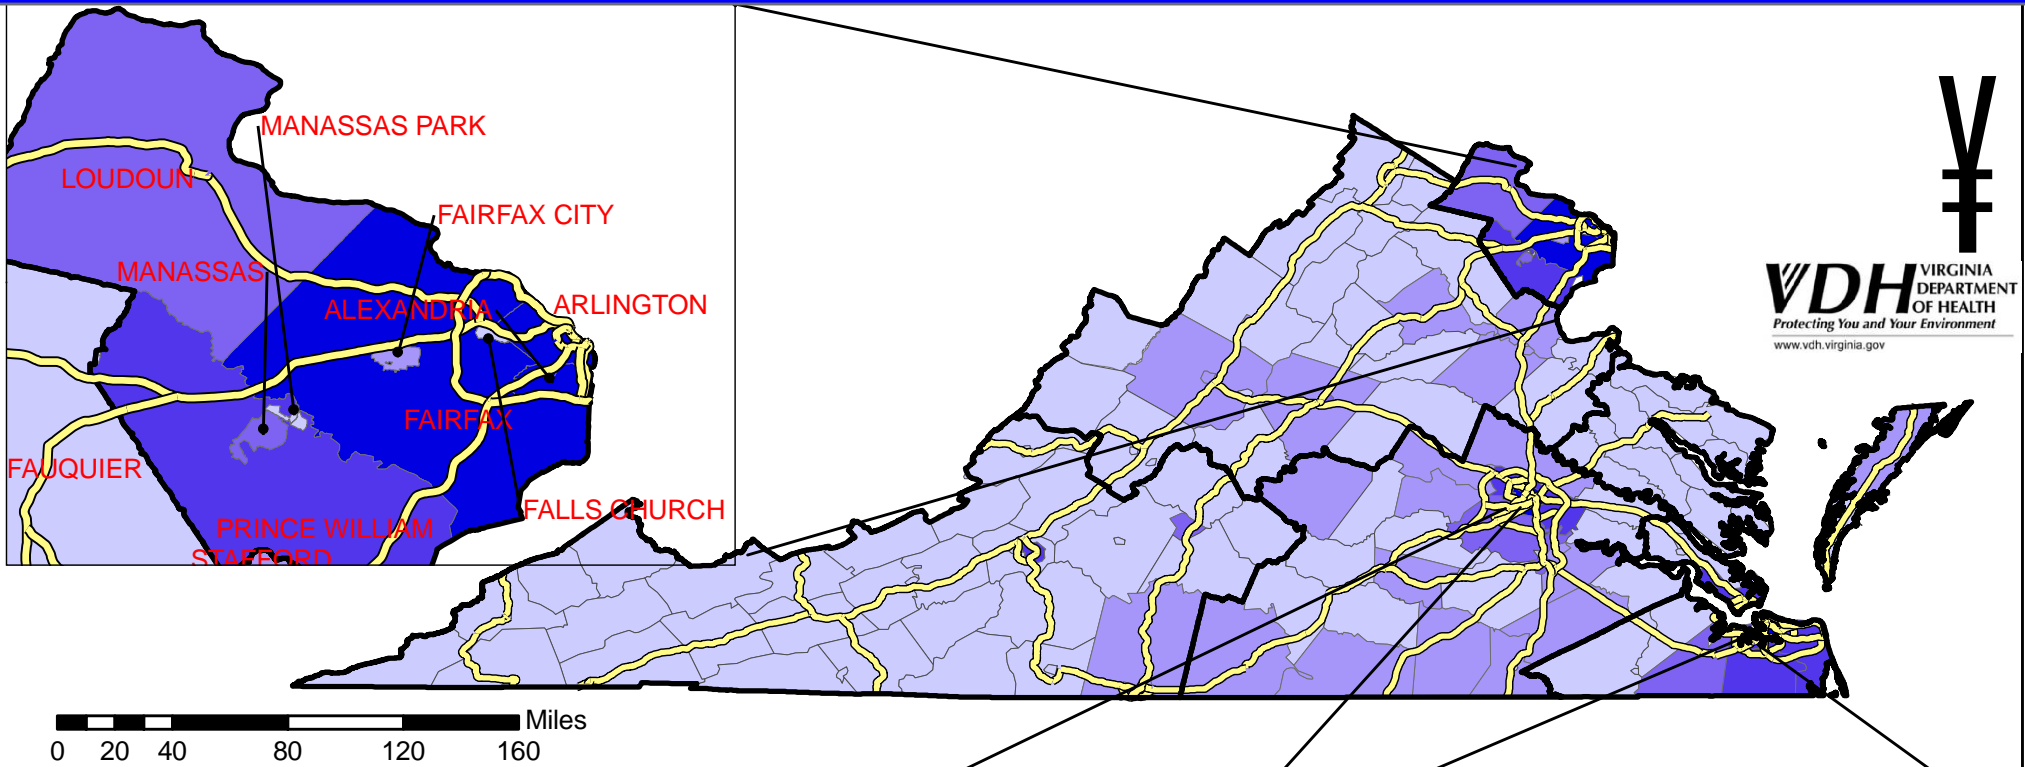 MANASSAS PARK
LOUDOUN
FAIRFAX CITY
MANASSAS
ALEXANDRIA
ARLINGTON
FAIRFAX
FAUQUIER
FALLS CHURCH
PRINCE WILLIAM
STAFFORD
VDH VIRGINIA
DEPARTMENT
OF HEALTH
Protecting You and Your Environment
www.vdh.virginia.gov
Miles
0 20 40 80 120 160